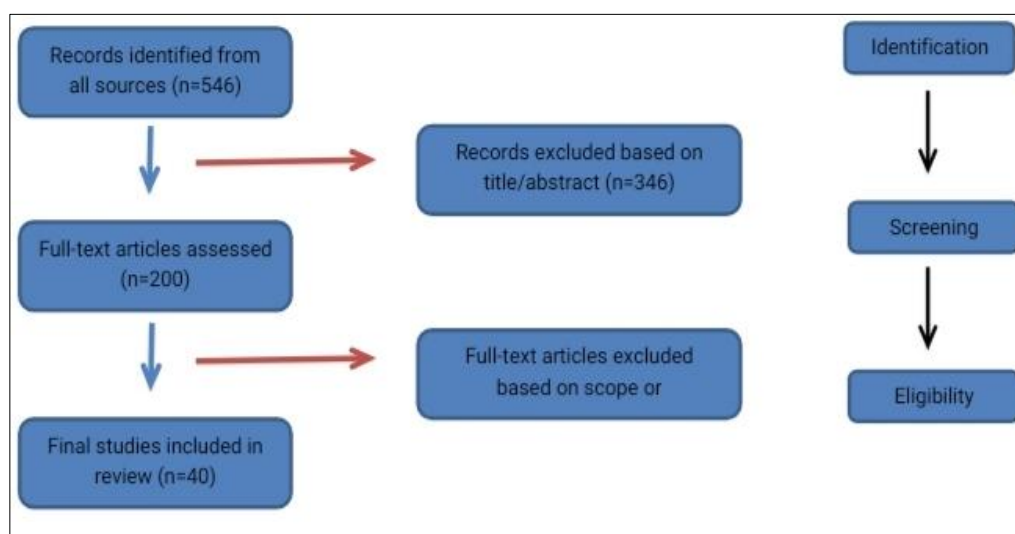 Records identified from
all sources (n=546)
Identification
Records excluded based on
title/abstract (n=346)
Full-text articles assessed
(n=200)
Screening
Full-text articles excluded
based on scope or
Eligibility
Final studies included in
review (n=40)